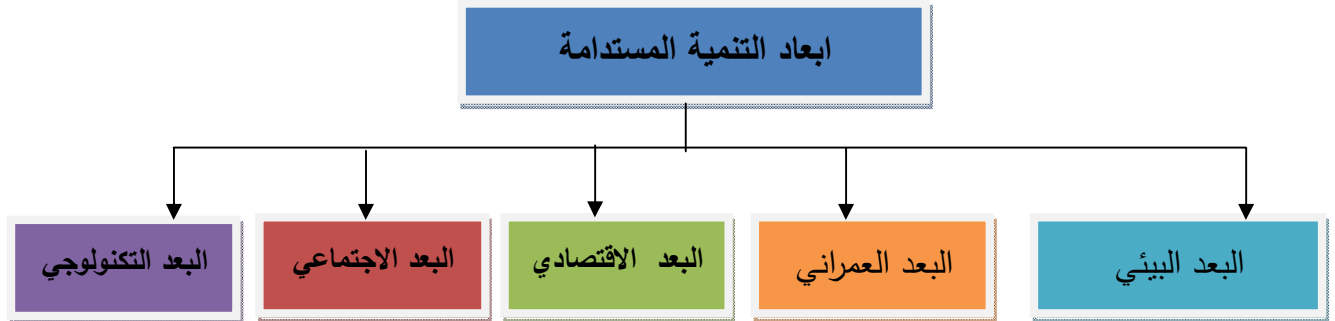 ابعاد التنمية المستدامة
البعد البيئي
البعد العمراني
البعد الاقتصادي
البعد الاجتماعي
البعد التكنولوجي